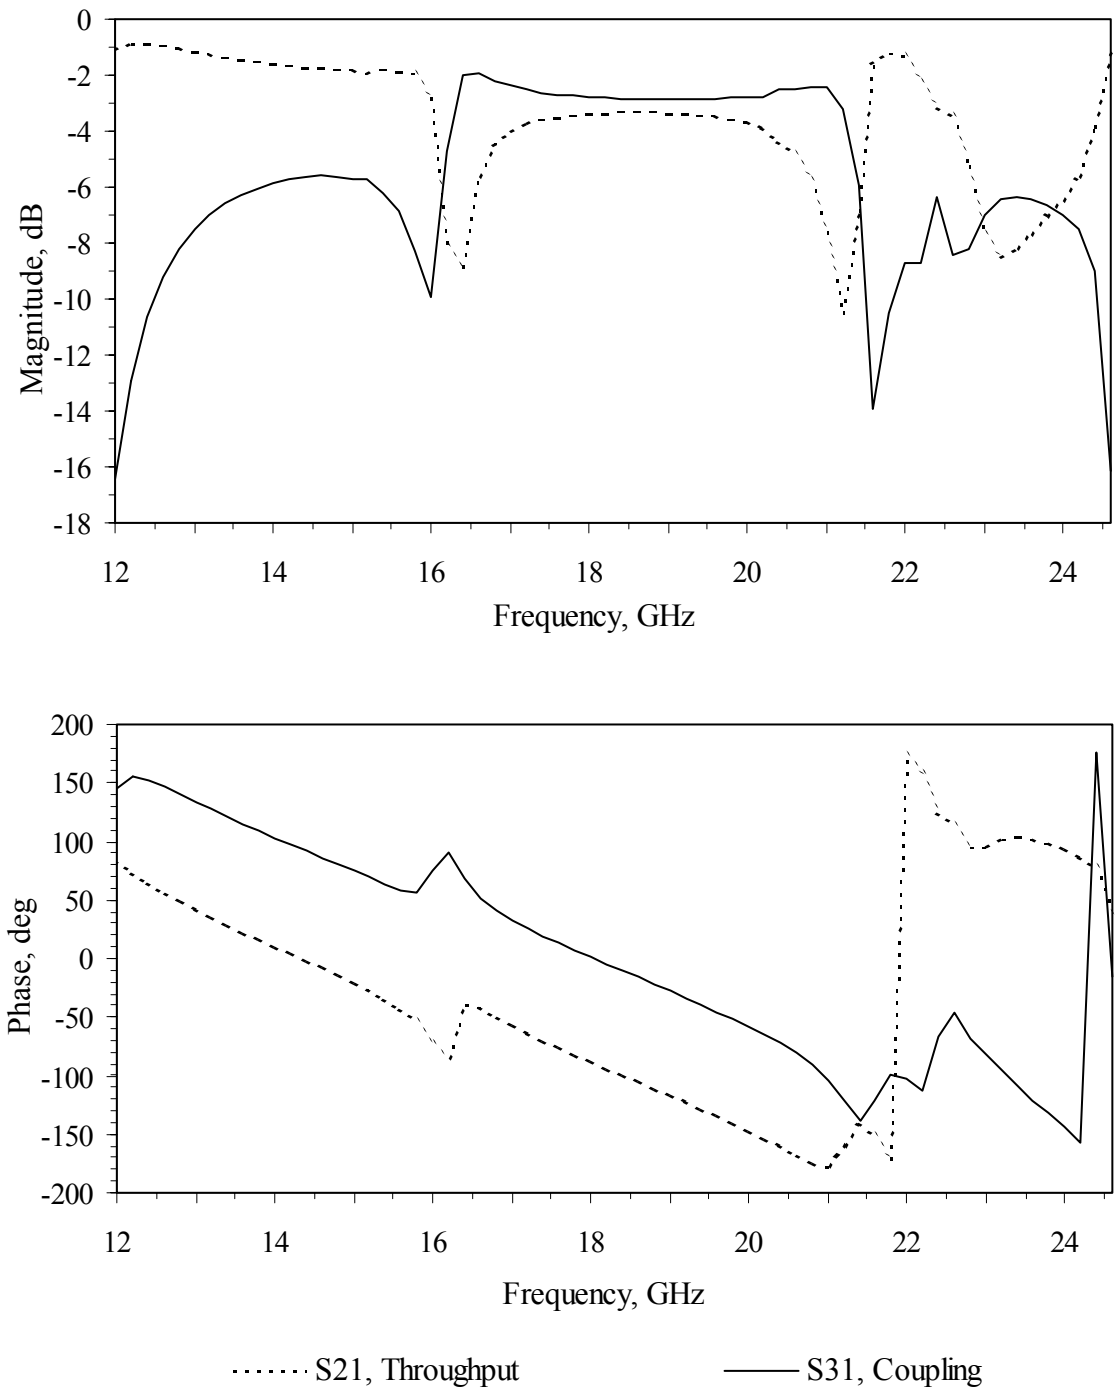 0
-2
-4
-6
-8
-10
-12
-14
-16
-18
Magnitude, dB
12 14 16 18 20 22 24
Frequency, GHz
200
150
100
50
0
-50
-100
-150
-200
Phase, deg
12 14 16 18 20 22 24
Frequency, GHz
S21, Throughput S31, Coupling